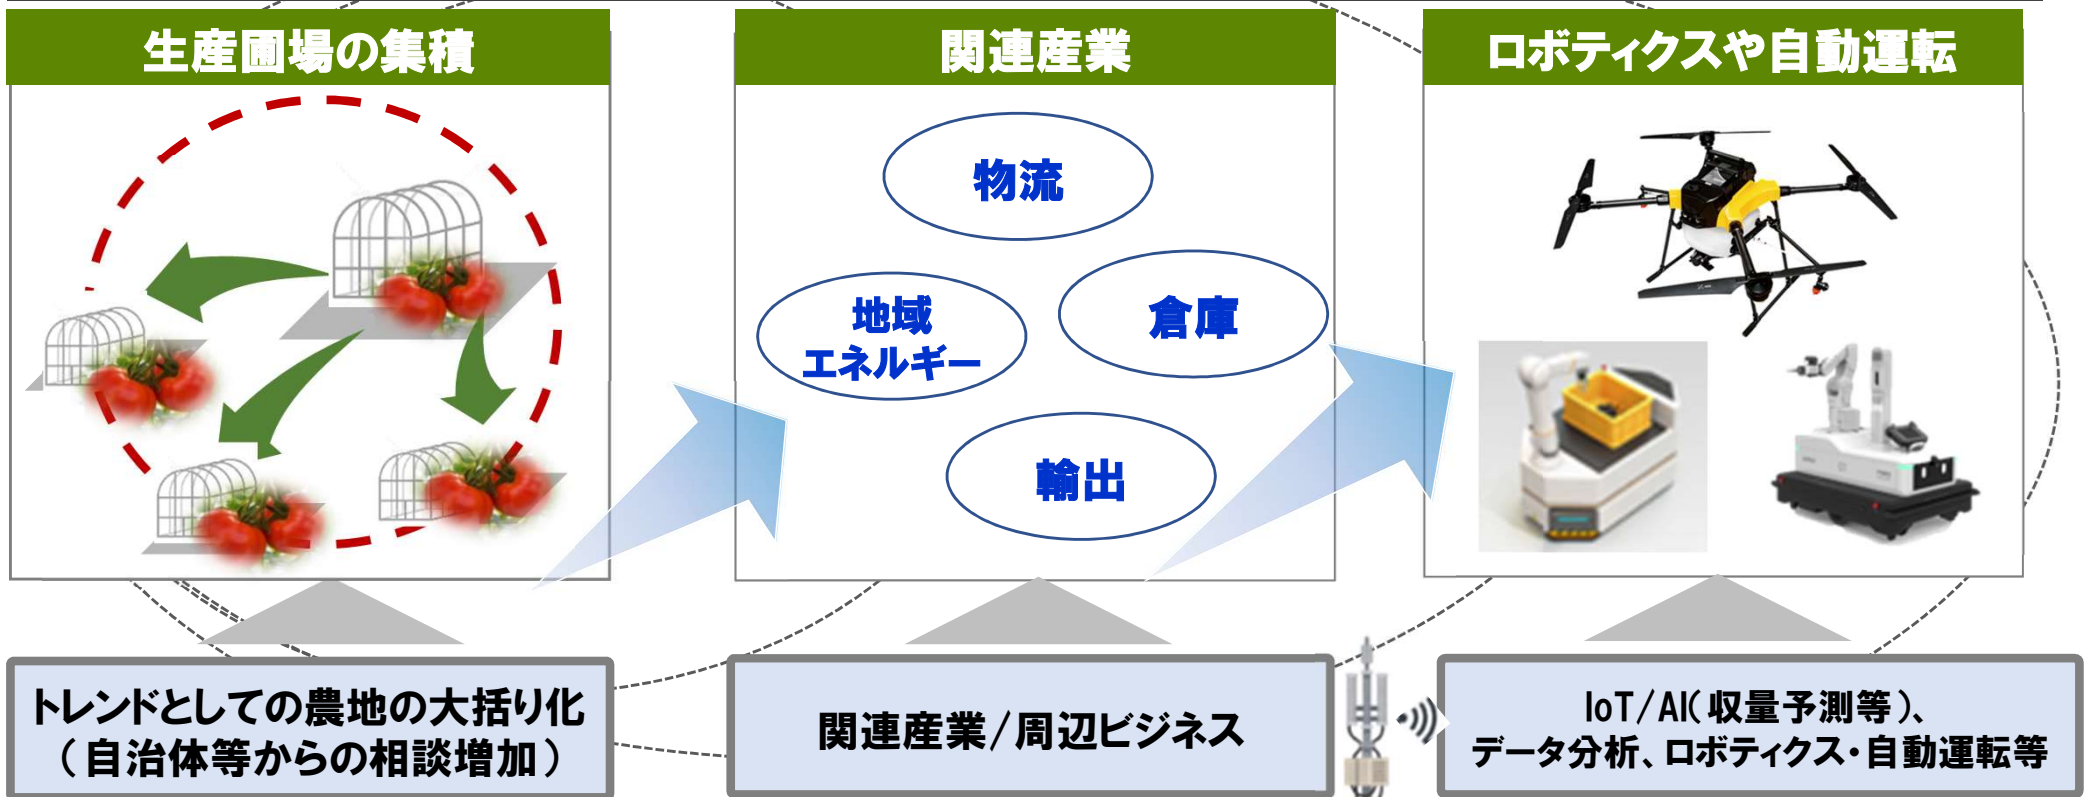 生産圃場の集積
関連産業
ロボティクスや自動運転
物流
地域
エネルギー
倉庫
輸出
トレンドとしての農地の大括り化
（自治体等からの相談増加）
関連産業/周辺ビジネス
IoT/AI（収量予測等）、
データ分析、ロボティクス・自動運転等